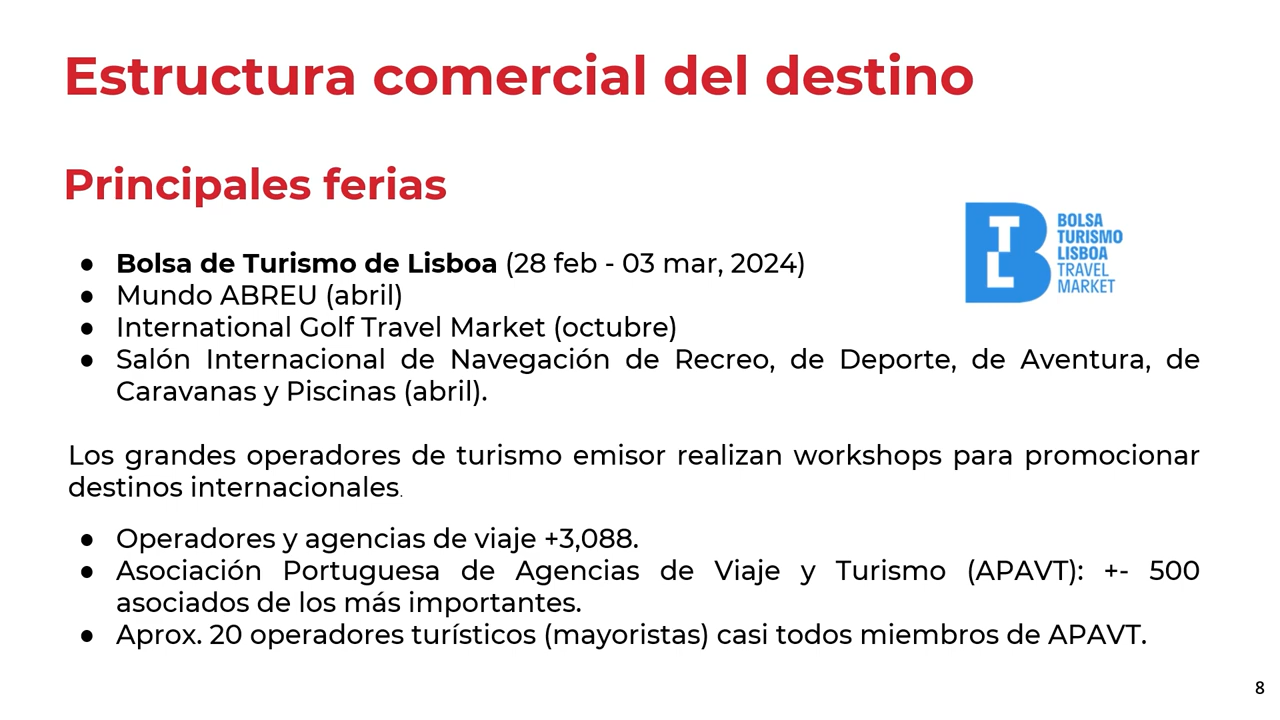 Estructura comercial del destino
Principales ferias
● Bolsa de Turismo de Lisboa (28 feb - 03 mar, 2024)
● Mundo ABREU (abril)
● International Golf Travel Market (octubre)
● Salón Internacional de Navegación de Recreo, de Deporte, de Aventura, de
Caravanas y Piscinas (abril).
BTL
BOLSA
TURISMO
LISBOA
TRAVEL
MARKET
Los grandes operadores de turismo emisor realizan workshops para promocionar
destinos internacionales.
● Operadores y agencias de viaje +3,088.
● Asociación Portuguesa de Agencias de Viaje y Turismo (APAVT): +- 500
asociados de los más importantes.
● Aprox. 20 operadores turísticos (mayoristas) casi todos miembros de APAVT.
8